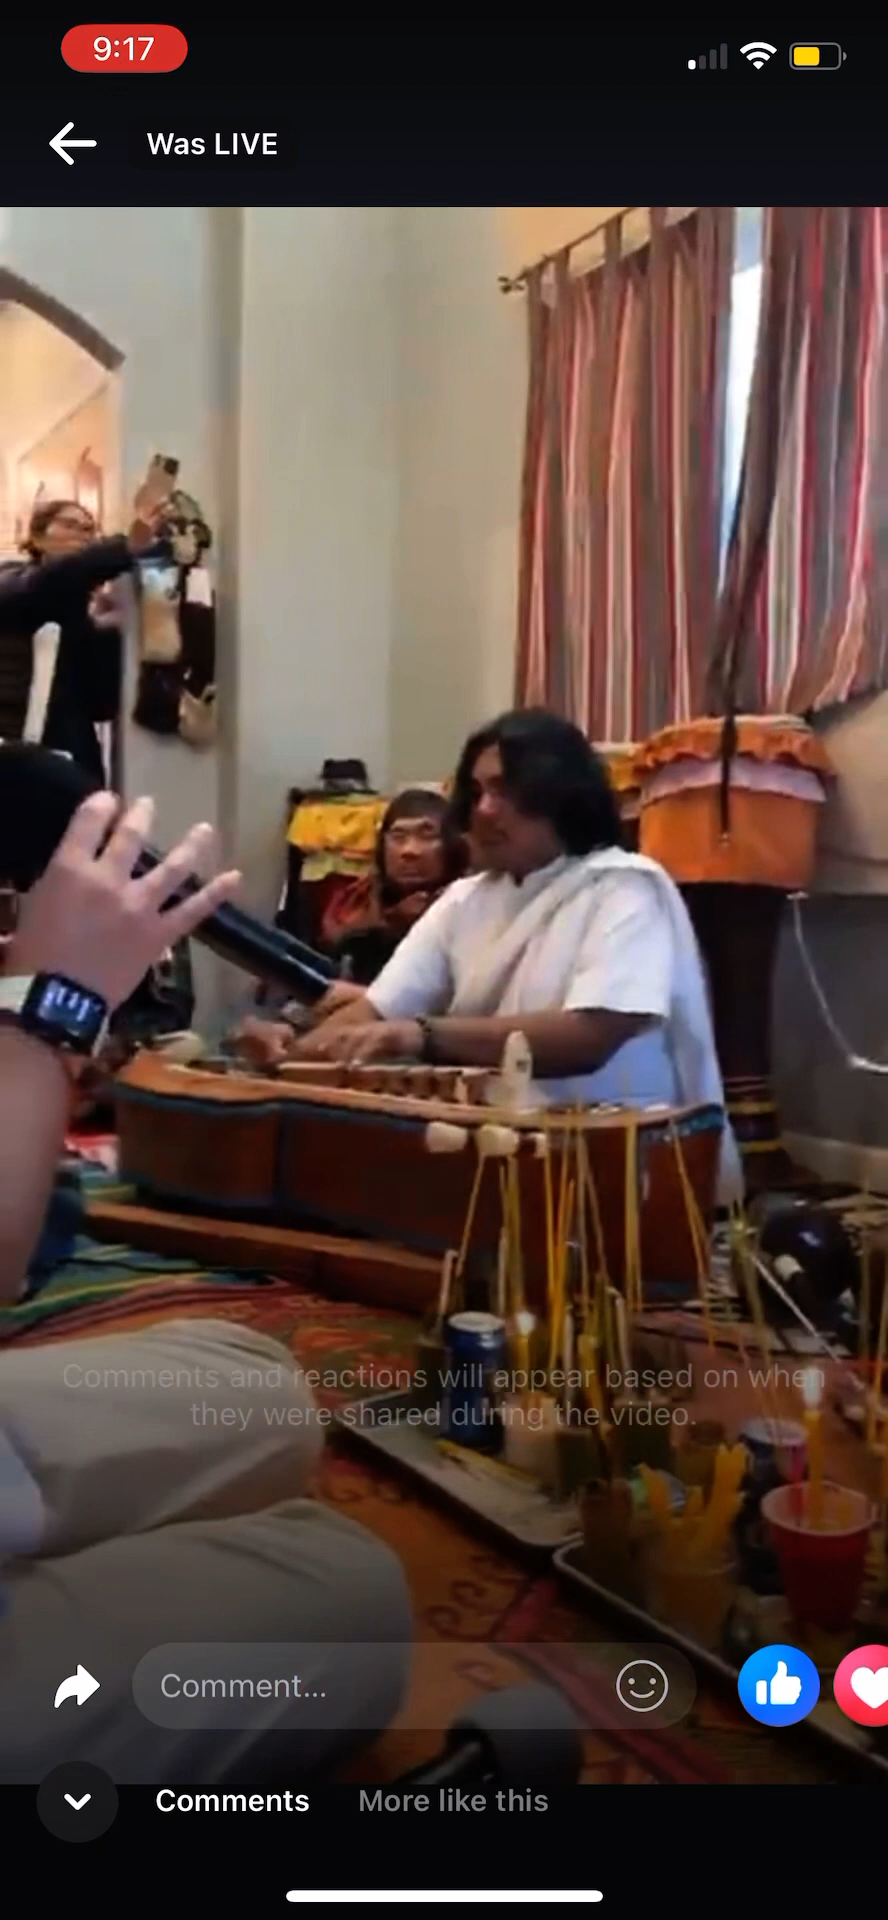 9:17
Was LIVE
Comments and reactions will appear based on when
they were shared during the video.
Comment...
Comments
More like this